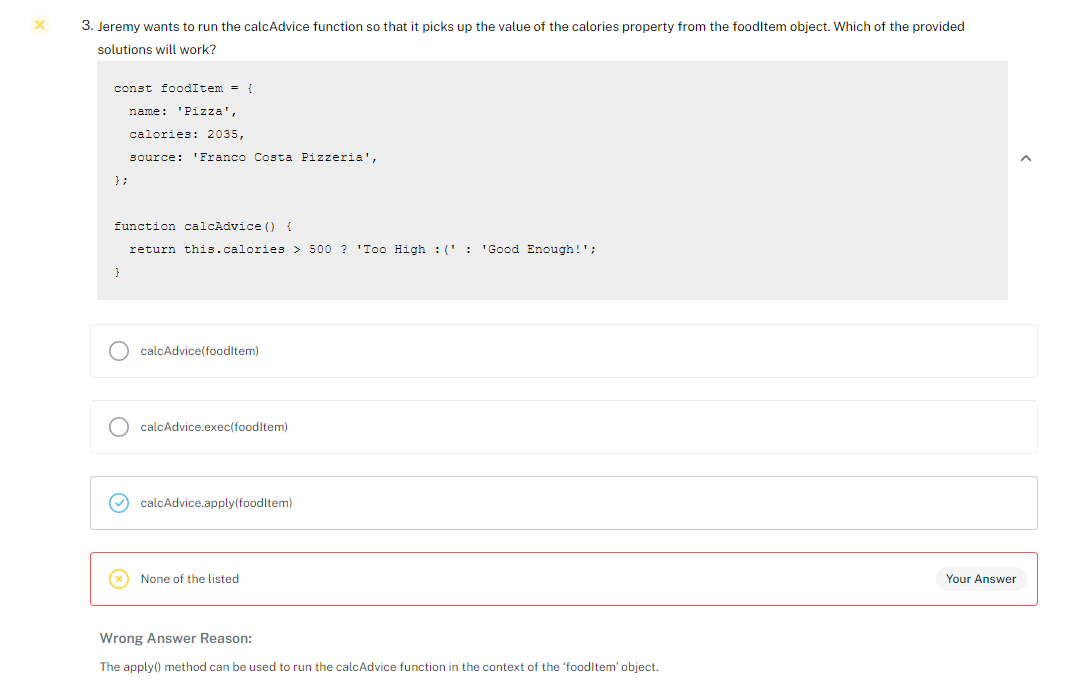 3. Jeremy wants to run the calcAdvice function so that it picks up the value of the calories property from the foodItem object. Which of the provided
solutions will work?
const foodItem = {
  name: 'Pizza',
  calories: 2035,
  source: 'Franco Costa Pizzeria',
};
function calcAdvice() {
  return this.calories > 500 ? 'Too High :(' : 'Good Enough!';
}
calcAdvice(foodItem)
calcAdvice.exec(foodItem)
calcAdvice.apply(foodItem)
None of the listed
Your Answer
Wrong Answer Reason:
The apply() method can be used to run the calcAdvice function in the context of the 'foodItem' object.